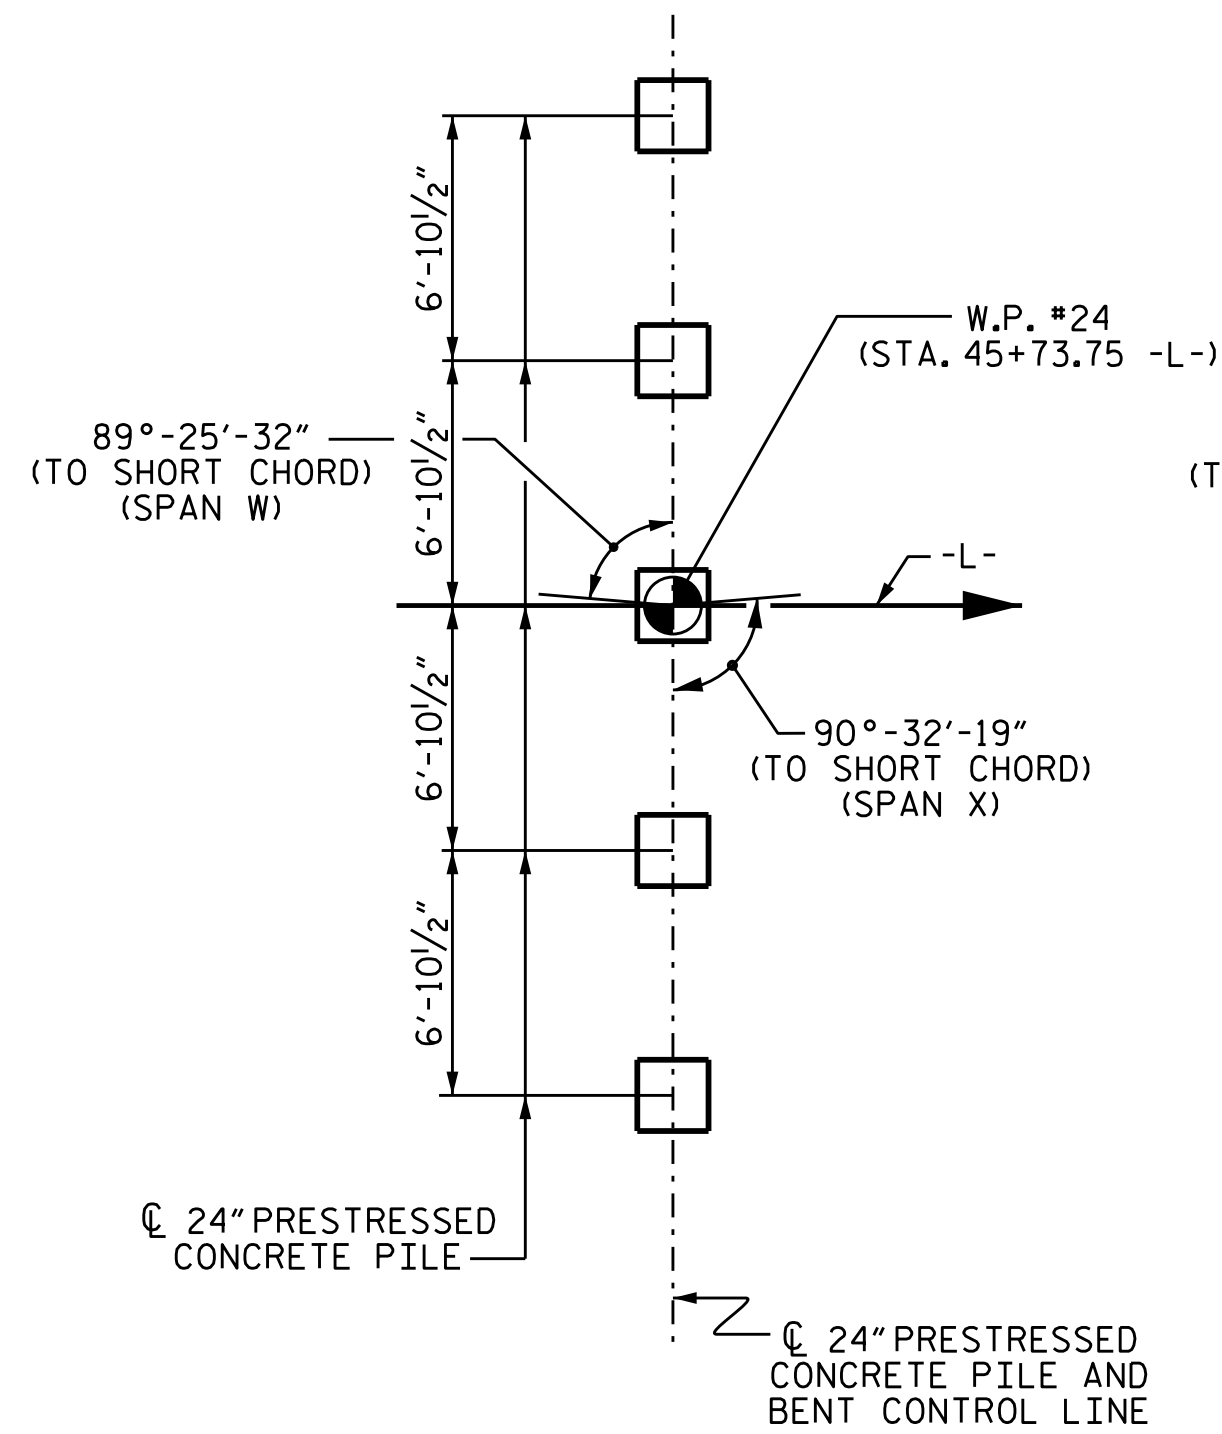 6'-10½"
6'-10½"
6'-10½"
6'-10½"
W.P. #24
(STA. 45+73.75 -L-)
89°-25'-32"
(TO SHORT CHORD)
(SPAN W)
(T
-L-
90°-32'-19"
(TO SHORT CHORD)
(SPAN X)
℄ 24" PRESTRESSED
CONCRETE PILE
℄ 24" PRESTRESSED
CONCRETE PILE AND
BENT CONTROL LINE